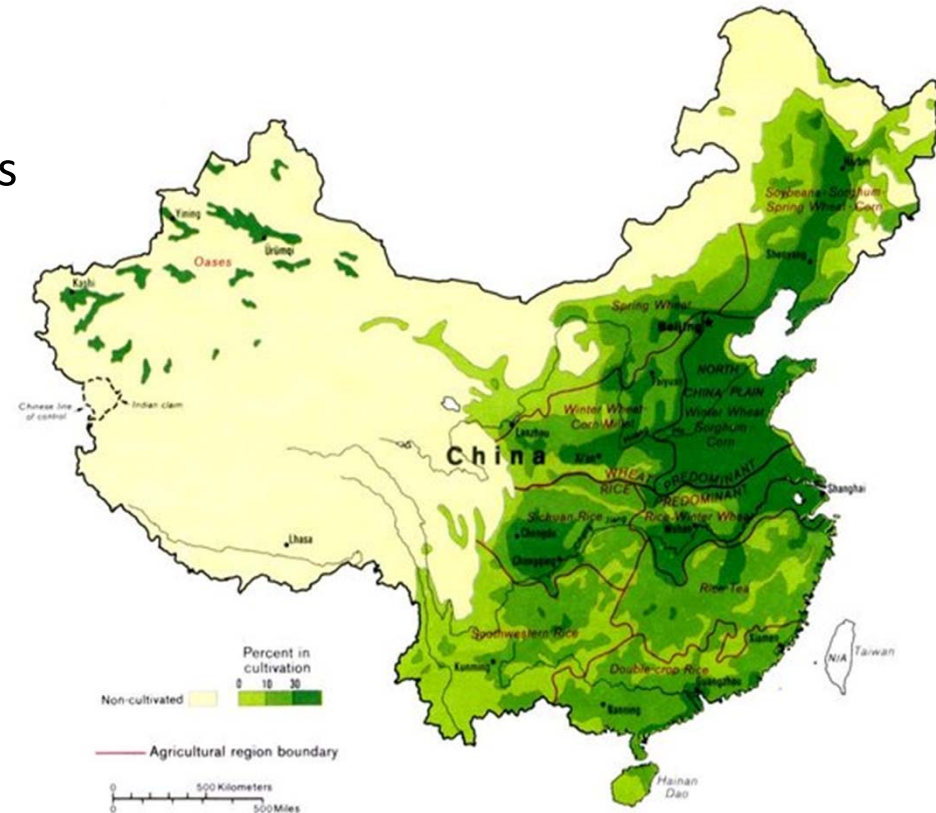 s
Harbin
Soybeans-Sorghum-
Spring Wheat-Corn
Yining
Ürümqi
Shenyang
Oases
Kashi
Spring Wheat
Beijing
NORTH
CHINA PLAIN
Taiyuan
Chinese line
of control
Indian claim
Winter Wheat-
Corn-Millet
Winter Wheat
Sorghum-
Corn
Lanzhou
China
Xi'an
WHEAT
RICE
PREDOMINANT
PREDOMINANT
Shanghai
Sichuan Rice
Rice-Winter Wheat
Chengdu
Wuhan
Lhasa
Chongqing
Rice-Tea
Southwestern Rice
Xiamen
Taiwan
N/A
Percent in
cultivation
Kunming
Double-crop Rice
Guangzhou
0 10 30
Non-cultivated
Nanning
Agricultural region boundary
Hainan
Dao
0 500 Kilometers
0 500 Miles